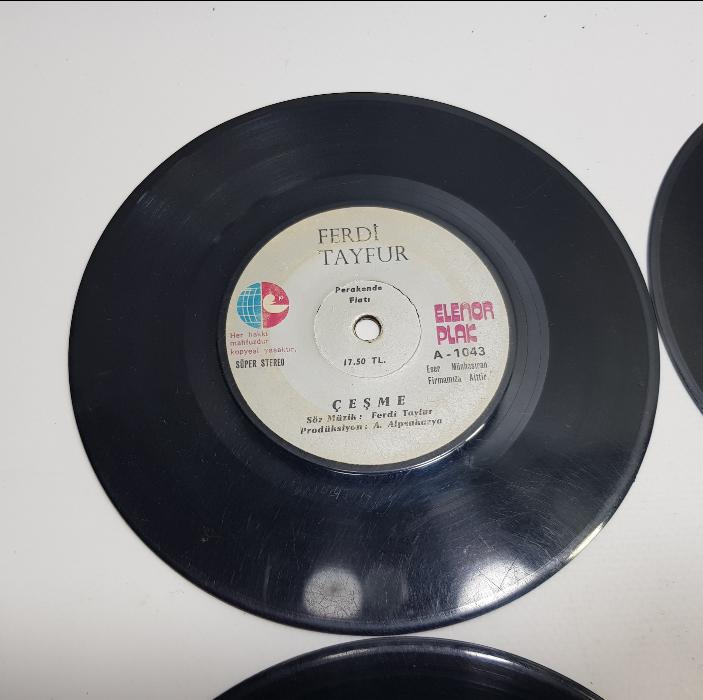 FERDİ
TAYFUR
Perakende
Fiatı
17.50 TL.
Her hakkı
mahfuzdur
kopyesi yasaktır.
SÜPER STEREO
ELENOR
PLAK
A - 1043
Eser Münhasıran
Firmamıza Aittir.
ÇEŞME
Söz Müzik : Ferdi Tayfur
Prodüksiyon : A. Alpsakarya